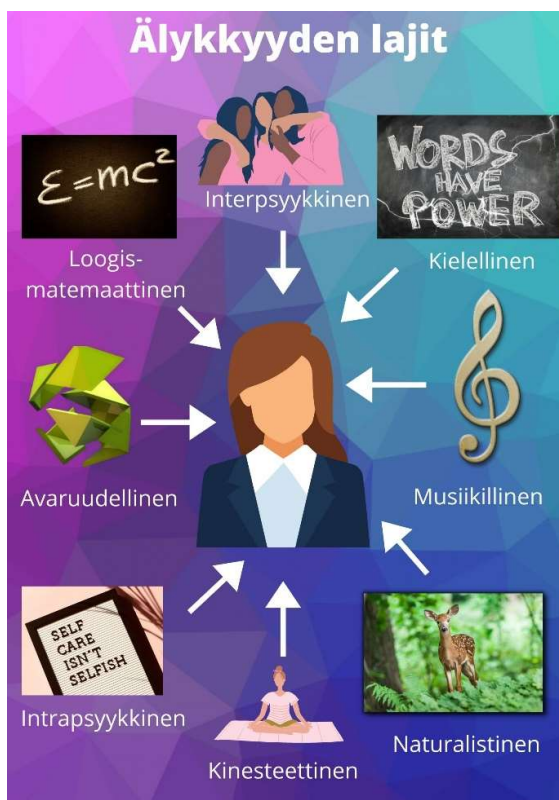 Älykkyyden lajit
ε=mc²
Interpsyykkinen
WORDS
HAVE
POWER
Loogis-
matemaattinen
Kielellinen
Avaruudellinen
Musiikillinen
SELF
CARE
ISN'T
SELFISH
Intrapsyykkinen
Kinesteettinen
Naturalistinen